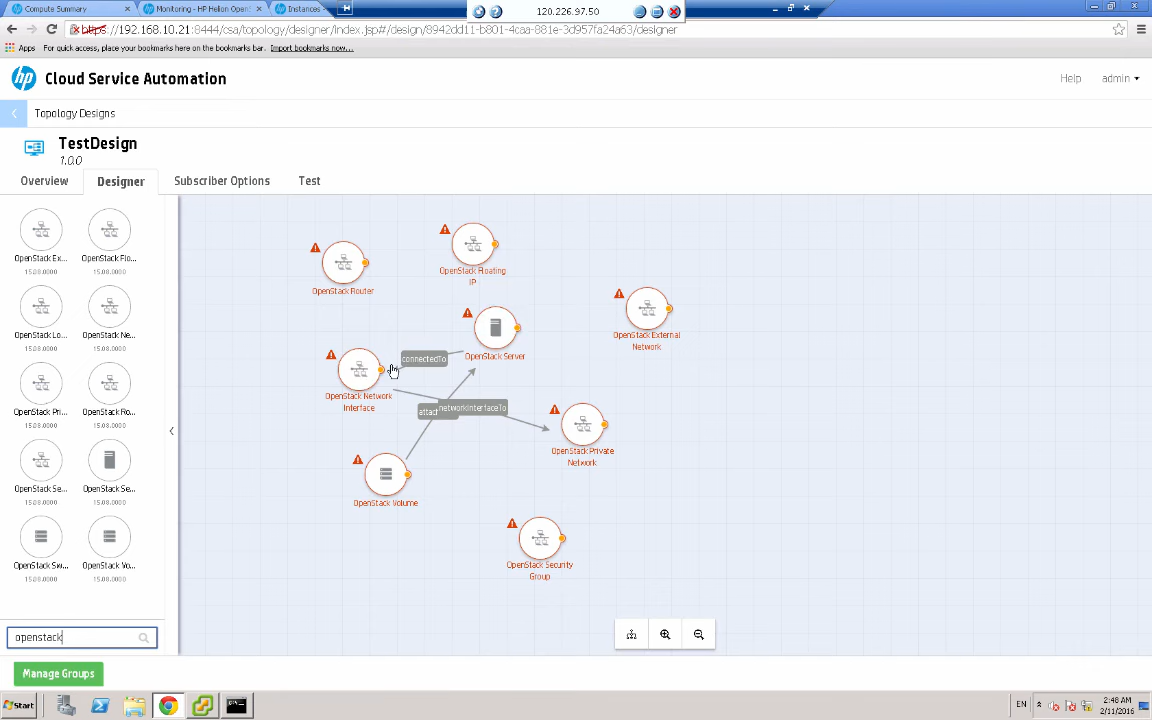 Compute Summary
Monitoring - HP Helion Open
Instances
120.226.97.50
https://192.168.10.21:8444/csa/topology/designer/index.jsp#/design/8942dd11-b801-4caa-881e-3d957fa24a63/designer
Apps For quick access, place your bookmarks here on the bookmarks bar. Import bookmarks now...
hp Cloud Service Automation
Help admin
Topology Designs
TestDesign
1.0.0
Overview Designer Subscriber Options Test
OpenStack Ex...
15.08.0000
OpenStack Flo...
15.08.0000
OpenStack Lo...
15.08.0000
OpenStack Ne...
15.08.0000
OpenStack Pri...
15.08.0000
OpenStack Ro...
15.08.0000
OpenStack Se...
15.08.0000
OpenStack Se...
15.08.0000
OpenStack Sw...
15.08.0000
OpenStack Vo...
15.08.0000
OpenStack Router
OpenStack Floating
IP
OpenStack Server
OpenStack External
Network
connectedTo
OpenStack Network
Interface
attac
networkInterfaceTo
OpenStack Private
Network
OpenStack Volume
OpenStack Security
Group
openstack
Manage Groups
Start
EN
2:48 AM
2/11/2016